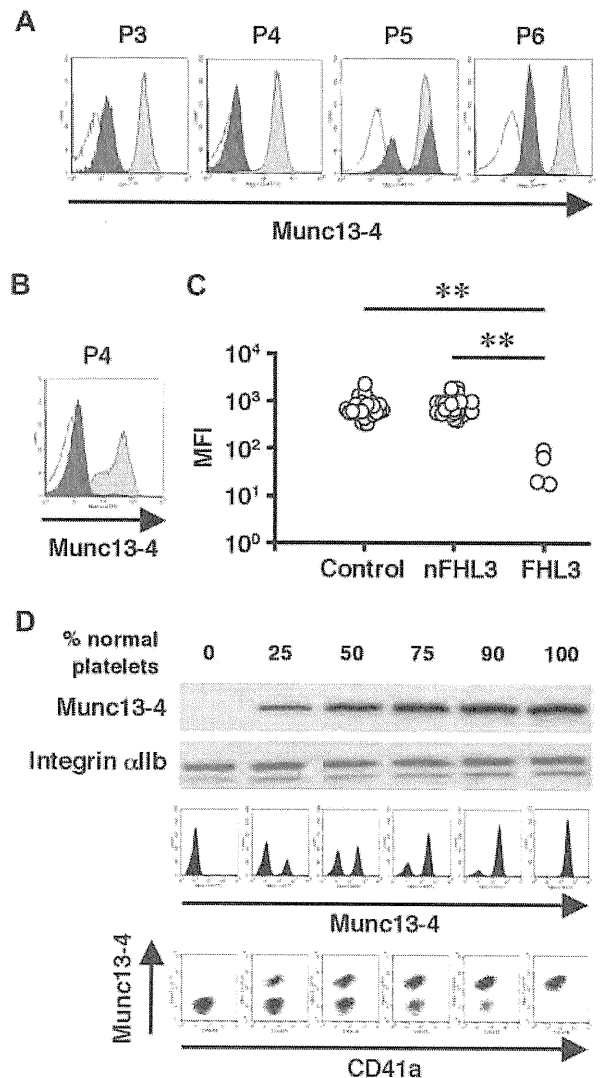 A
P3 P4 P5 P6
Munc13-4
B
P4
Munc13-4
C
**
**
MFI
10⁴
10³
10²
10¹
10⁰
Control nFHL3 FHL3
D
% normal platelets
0 25 50 75 90 100
Munc13-4
Integrin αIIb
Munc13-4
Munc13-4
CD41a